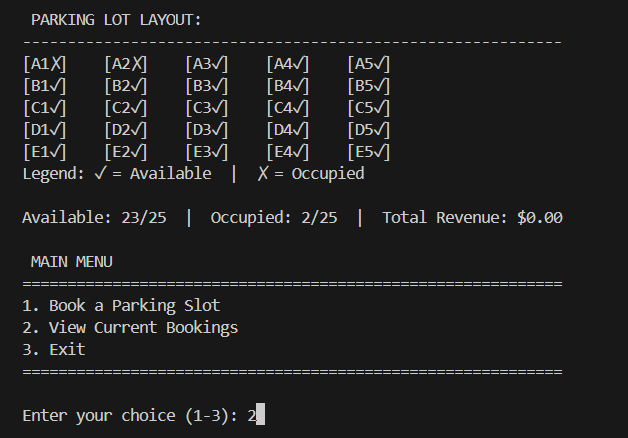 PARKING LOT LAYOUT:
------------------------------------------------------------
[A1✗]    [A2✗]    [A3✓]    [A4✓]    [A5✓]
[B1✓]    [B2✓]    [B3✓]    [B4✓]    [B5✓]
[C1✓]    [C2✓]    [C3✓]    [C4✓]    [C5✓]
[D1✓]    [D2✓]    [D3✓]    [D4✓]    [D5✓]
[E1✓]    [E2✓]    [E3✓]    [E4✓]    [E5✓]
Legend: ✓ = Available  |  ✗ = Occupied
Available: 23/25  |  Occupied: 2/25  |  Total Revenue: $0.00
MAIN MENU
============================================================
1. Book a Parking Slot
2. View Current Bookings
3. Exit
============================================================
Enter your choice (1-3): 2